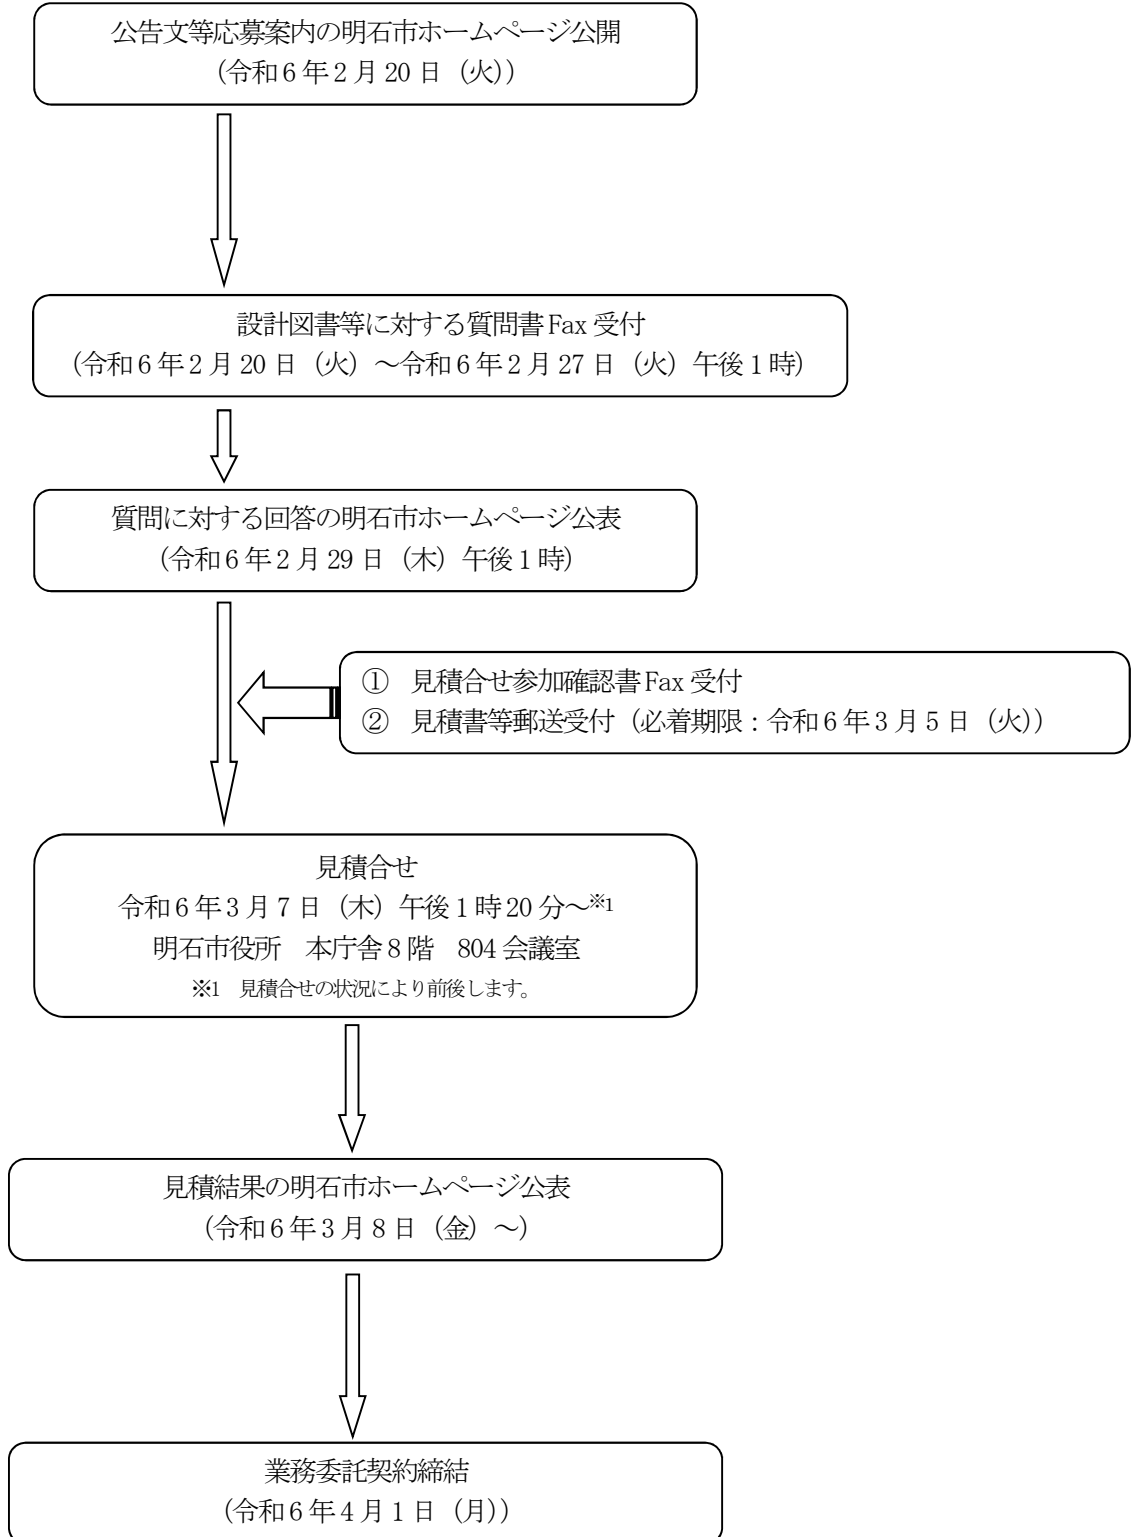 公告文等応募案内の明石市ホームページ公開
(令和6年2月20日（火））
設計図書等に対する質問書Fax受付
(令和6年2月20日（火）～令和6年2月27日（火）午後1時)
質問に対する回答の明石市ホームページ公表
(令和6年2月29日（木）午後1時)
①　見積合せ参加確認書Fax受付
②　見積書等郵送受付（必着期限：令和6年3月5日（火））
見積合せ
令和6年3月7日（木）午後1時20分～※1
明石市役所　本庁舎8階　804会議室
※1　見積合せの状況により前後します。
見積結果の明石市ホームページ公表
（令和6年3月8日（金）～）
業務委託契約締結
（令和6年4月1日（月））